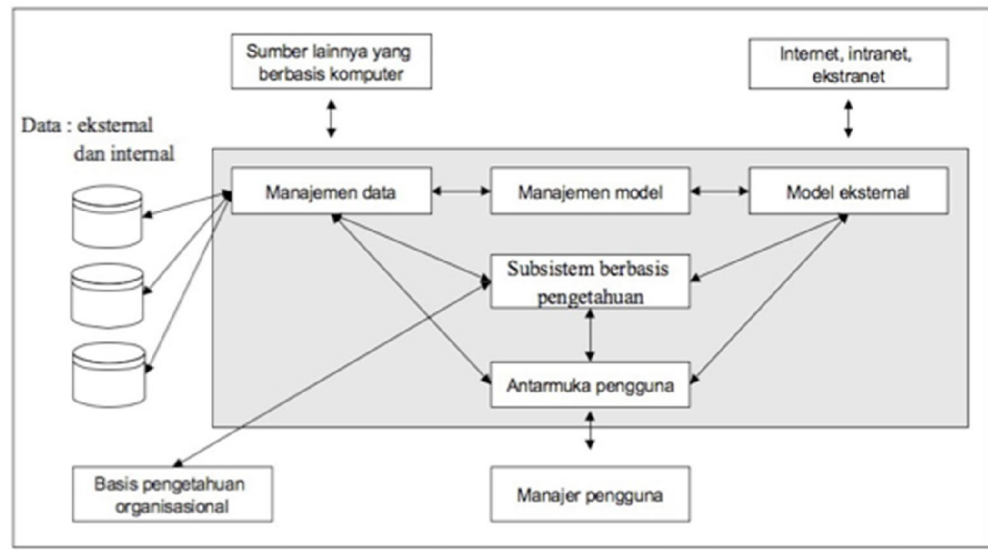 Sumber lainnya yang
berbasis komputer
Internet, intranet,
ekstranet
Data : eksternal
dan internal
Manajemen data
Manajemen model
Model eksternal
Subsistem berbasis
pengetahuan
Antarmuka pengguna
Basis pengetahuan
organisasional
Manajer pengguna